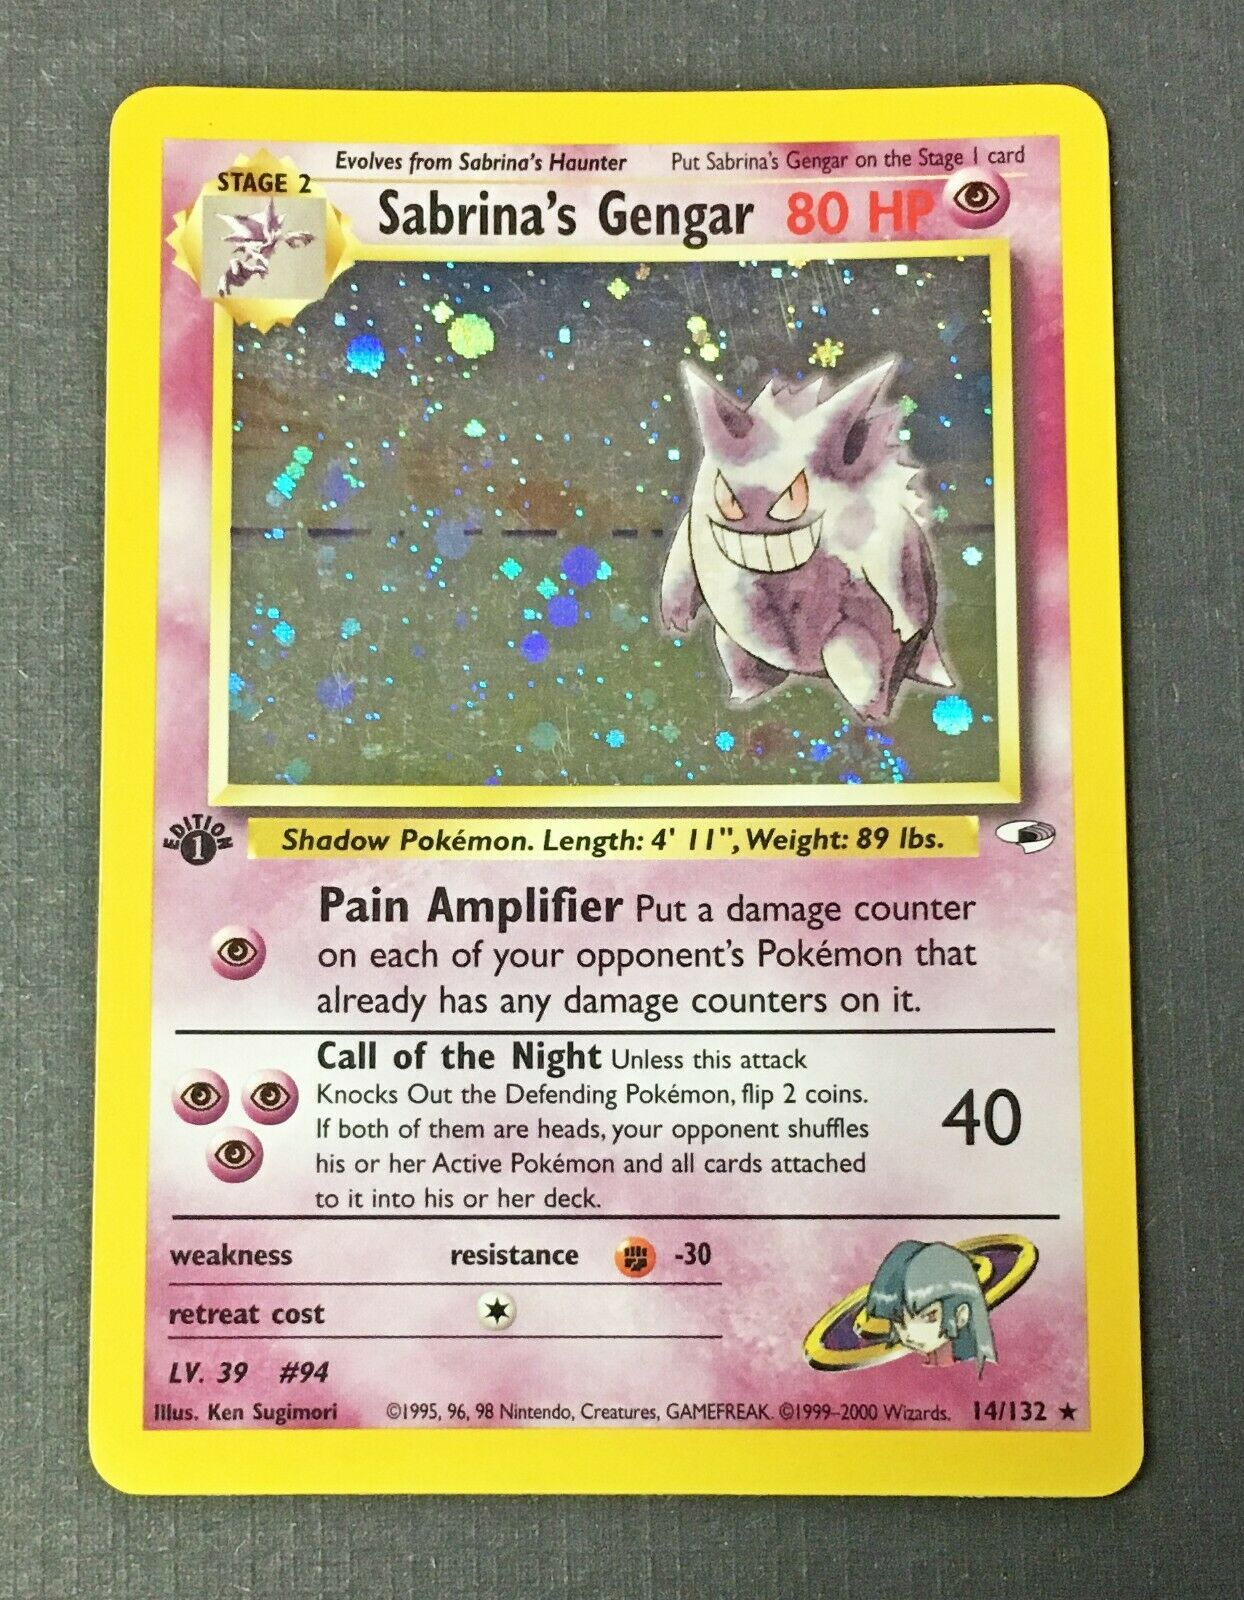 Evolves from Sabrina's Haunter Put Sabrina's Gengar on the Stage 1 card
STAGE 2
Sabrina's Gengar 80 HP
EDITION
1
Shadow Pokémon. Length: 4' 11", Weight: 89 lbs.
Pain Amplifier Put a damage counter
on each of your opponent's Pokémon that
already has any damage counters on it.
Call of the Night Unless this attack
Knocks Out the Defending Pokémon, flip 2 coins.
If both of them are heads, your opponent shuffles
his or her Active Pokémon and all cards attached
to it into his or her deck.
40
weakness resistance -30
retreat cost
LV. 39 #94
Illus. Ken Sugimori ©1995, 96, 98 Nintendo, Creatures, GAMEFREAK. ©1999-2000 Wizards. 14/132 ★